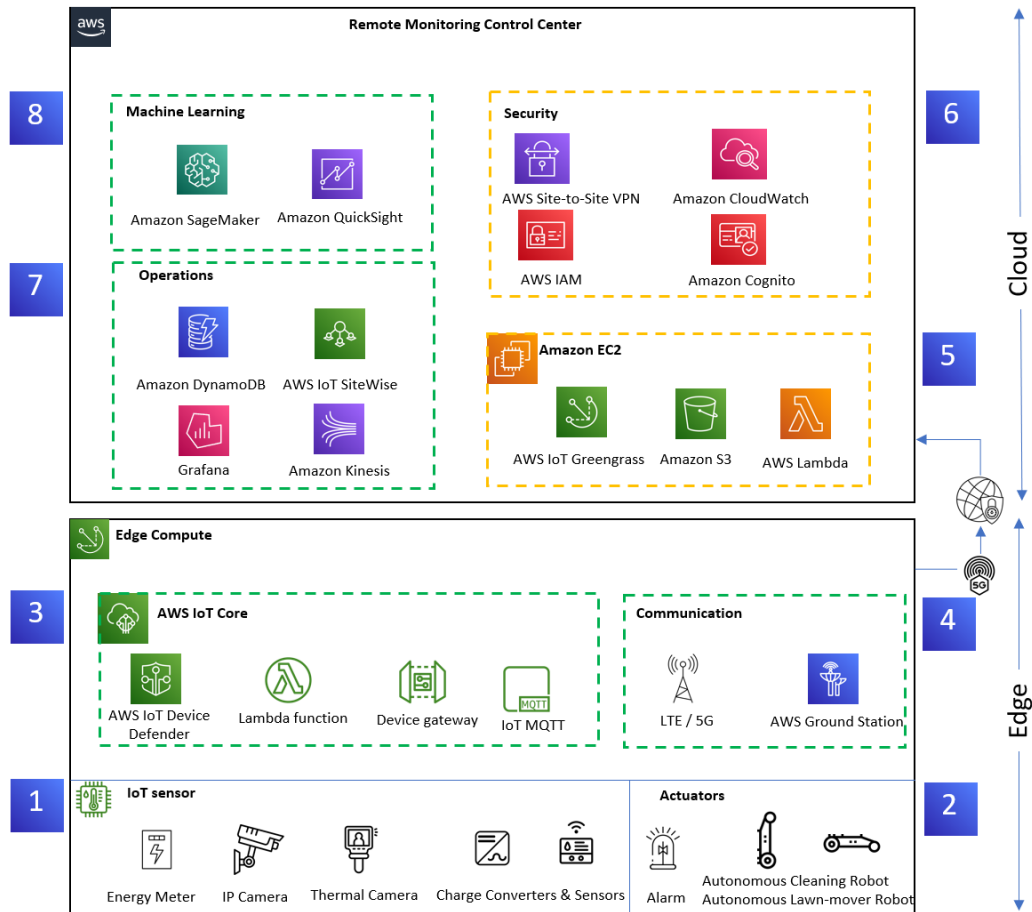 aws
Remote Monitoring Control Center
8
Machine Learning
Amazon SageMaker
Amazon QuickSight
Security
AWS Site-to-Site VPN
Amazon CloudWatch
AWS IAM
Amazon Cognito
6
7
Operations
Amazon DynamoDB
AWS IoT SiteWise
Grafana
Amazon Kinesis
Amazon EC2
AWS IoT Greengrass
Amazon S3
AWS Lambda
5
Cloud
Edge Compute
3
AWS IoT Core
AWS IoT Device
Defender
Lambda function
Device gateway
MQTT
IoT MQTT
Communication
LTE / 5G
AWS Ground Station
5G
4
Edge
1
IoT sensor
Energy Meter
IP Camera
Thermal Camera
Charge Converters & Sensors
Actuators
Alarm
Autonomous Cleaning Robot
Autonomous Lawn-mover Robot
2